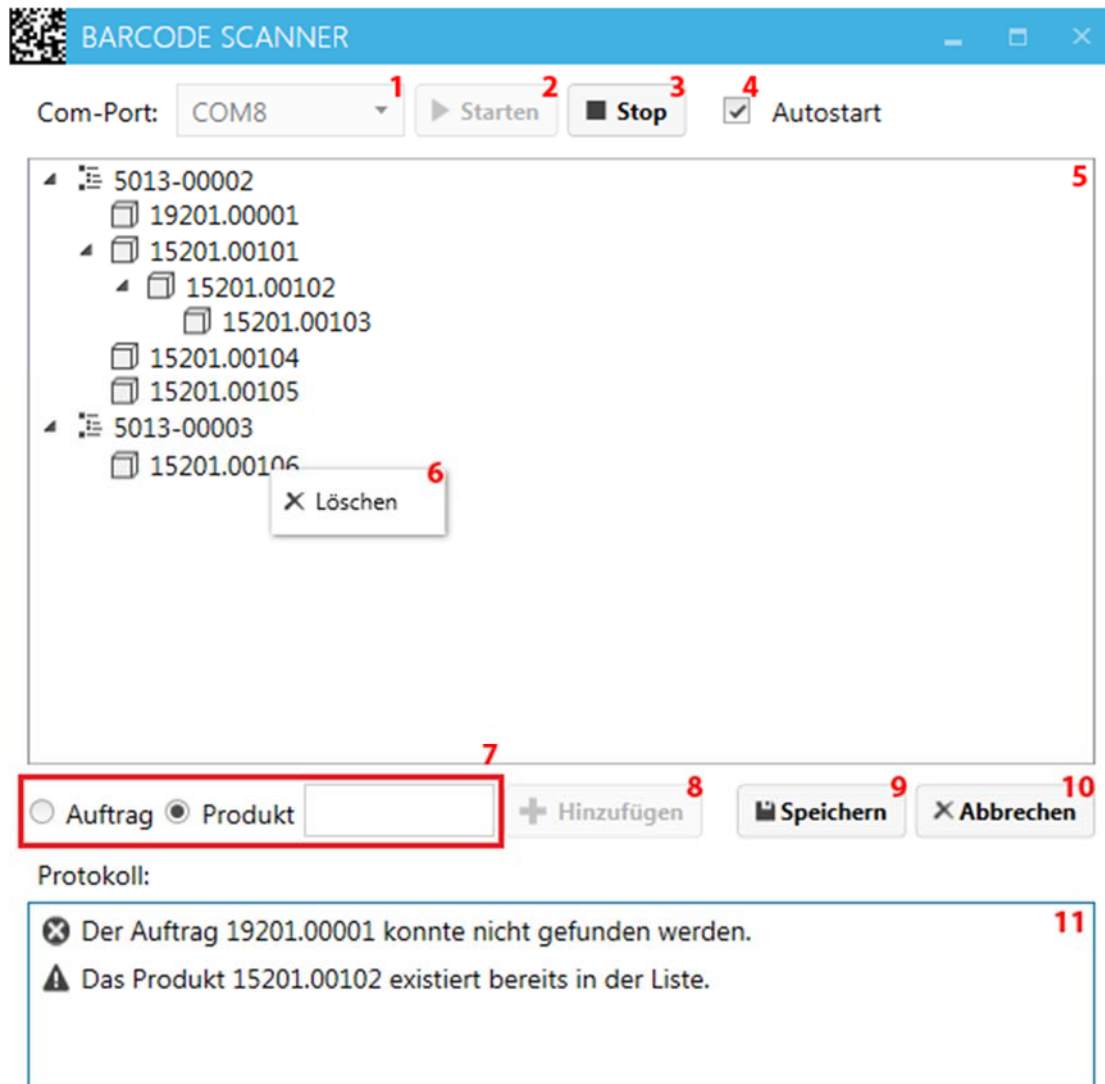 BARCODE SCANNER
Com-Port: COM8 1 Starten 2 Stop 3 4 Autostart
5013-00002 5
19201.00001
15201.00101
15201.00102
15201.00103
15201.00104
15201.00105
5013-00003
15201.00106 6
Löschen
7
Auftrag Produkt Hinzufügen 8 Speichern 9 Abbrechen 10
Protokoll:
Der Auftrag 19201.00001 konnte nicht gefunden werden. 11
Das Produkt 15201.00102 existiert bereits in der Liste.